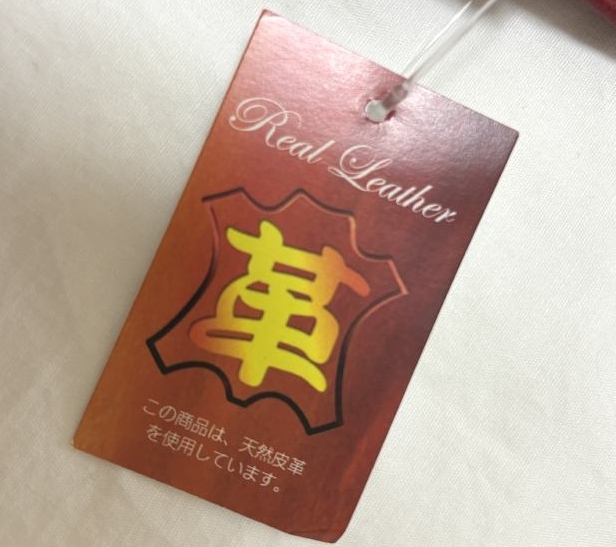 Real Leather
革
この商品は、天然皮革
を使用しています。